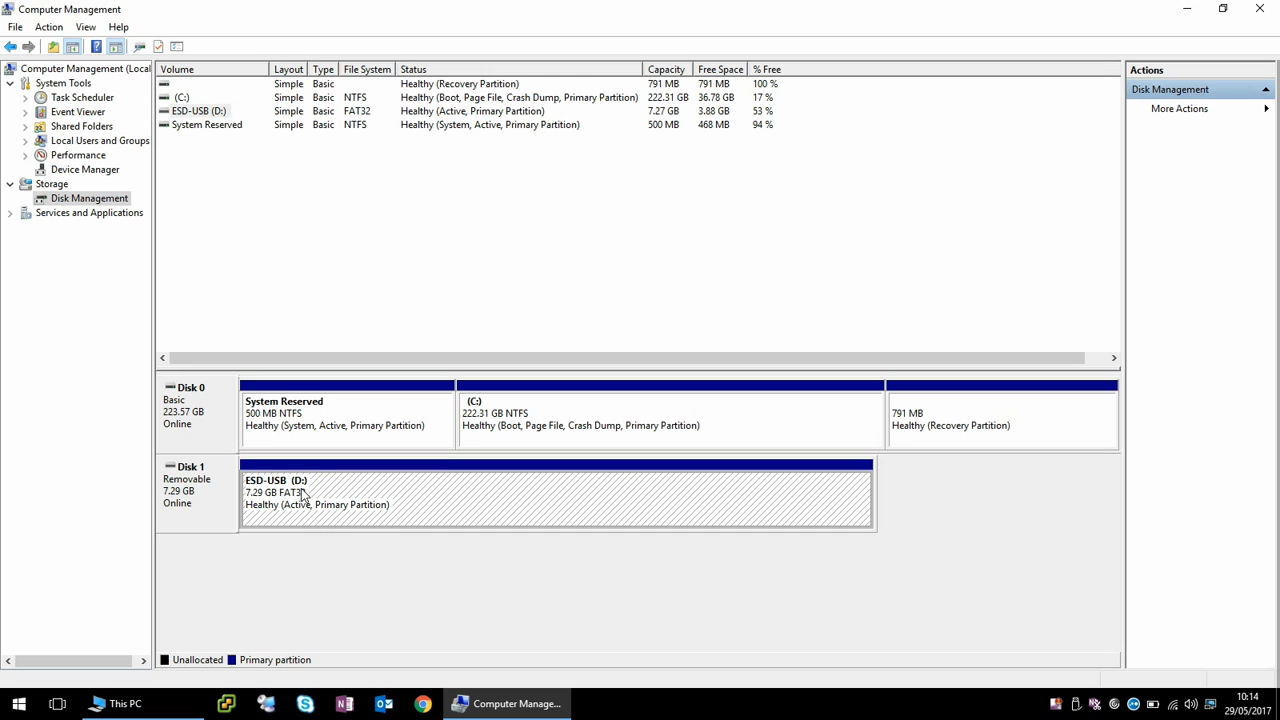 Computer Management
File Action View Help
Computer Management (Local
System Tools
Task Scheduler
Event Viewer
Shared Folders
Local Users and Groups
Performance
Device Manager
Storage
Disk Management
Services and Applications
Volume Layout Type File System Status Capacity Free Space % Free
Simple Basic Healthy (Recovery Partition) 791 MB 791 MB 100 %
(C:) Simple Basic NTFS Healthy (Boot, Page File, Crash Dump, Primary Partition) 222.31 GB 36.78 GB 17 %
ESD-USB (D:) Simple Basic FAT32 Healthy (Active, Primary Partition) 7.27 GB 3.88 GB 53 %
System Reserved Simple Basic NTFS Healthy (System, Active, Primary Partition) 500 MB 468 MB 94 %
Disk 0
Basic
223.57 GB
Online
System Reserved
500 MB NTFS
Healthy (System, Active, Primary Partition)
(C:)
222.31 GB NTFS
Healthy (Boot, Page File, Crash Dump, Primary Partition)
791 MB
Healthy (Recovery Partition)
Disk 1
Removable
7.29 GB
Online
ESD-USB (D:)
7.29 GB FAT3
Healthy (Active, Primary Partition)
Unallocated Primary partition
Actions
Disk Management
More Actions
This PC
Computer Manage...
10:14
29/05/2017